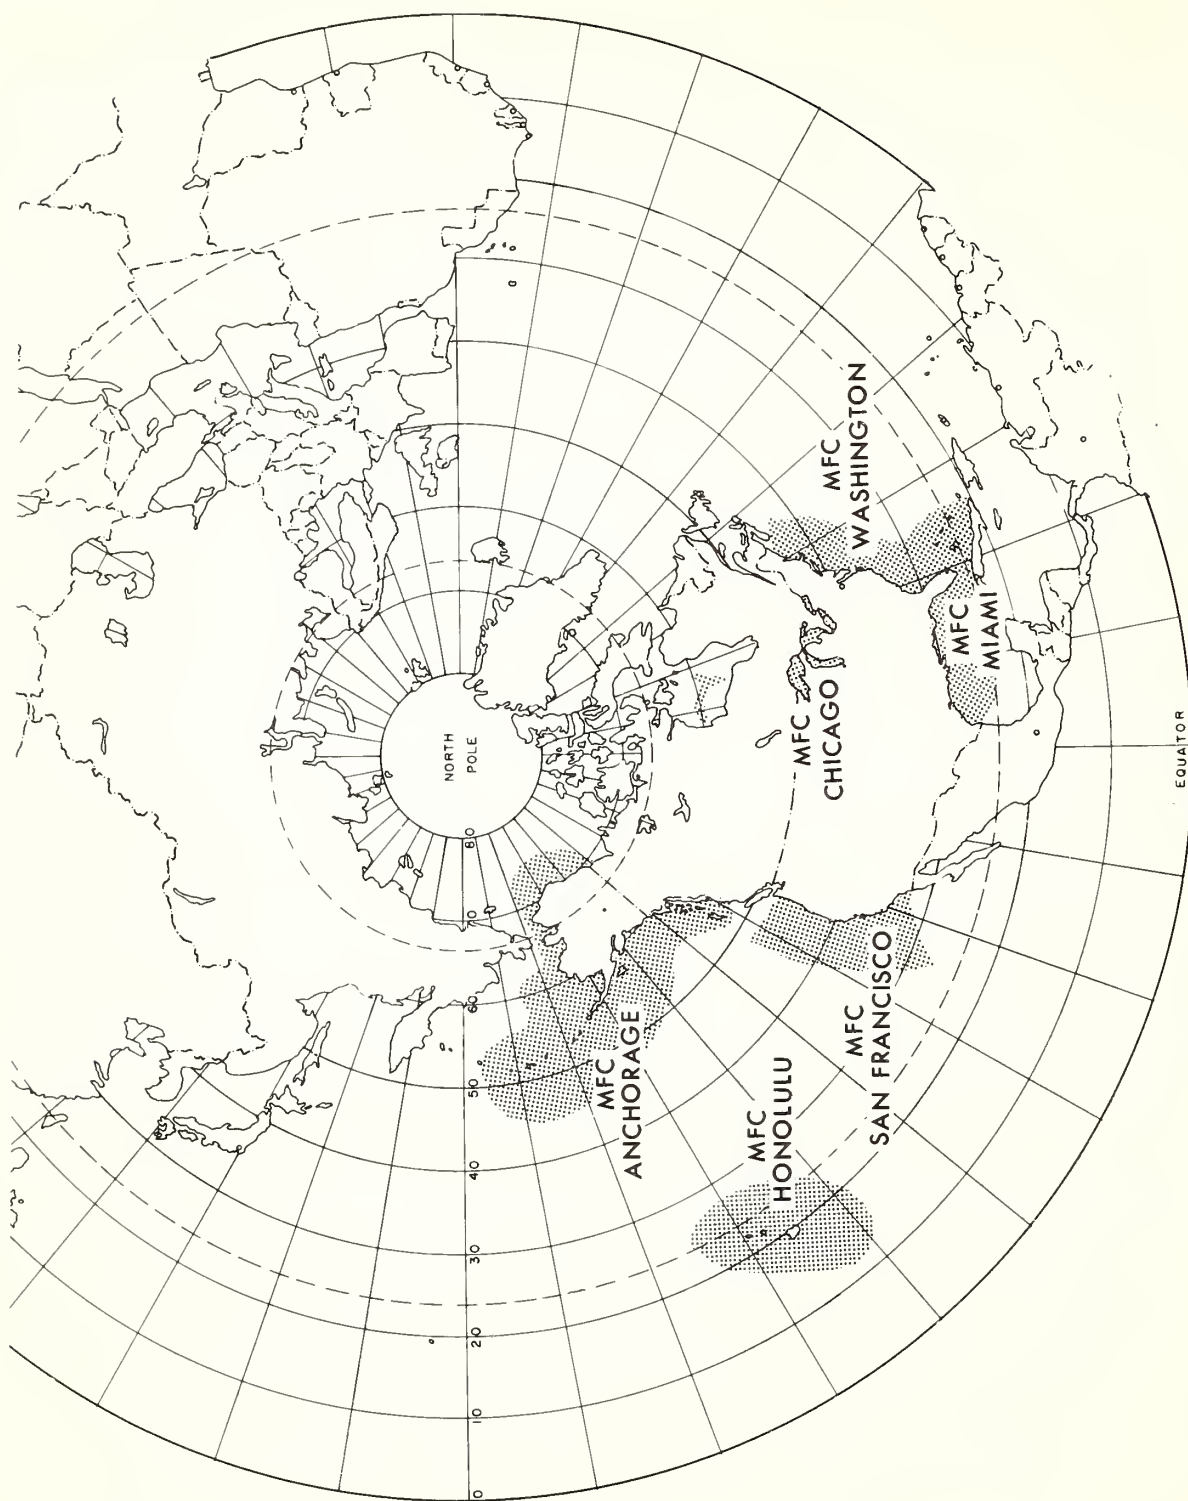 NORTH
POLE
80
70
60
50
40
30
20
10
0
MFC
WASHINGTON
MFC
MIAMI
MFC
CHICAGO
MFC
SAN FRANCISCO
MFC
HONOLULU
MFC
ANCHORAGE
EQUATOR